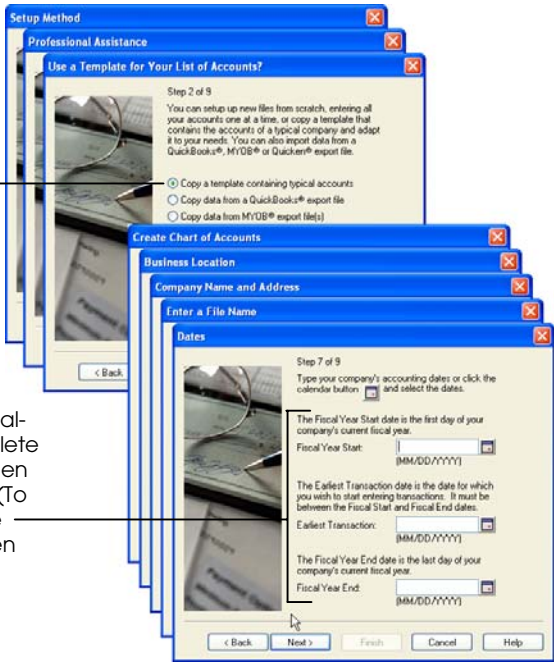 Setup Method
Professional Assistance
Use a Template for Your List of Accounts?
Step 2 of 9
You can setup up new files from scratch, entering all
your accounts one at a time, or copy a template that
contains the accounts of a typical company and adapt
it to your needs. You can also import data from a
QuickBooks®, MYOB® or Quicken® export file.
Copy a template containing typical accounts
Copy data from a QuickBooks® export file
Copy data from MYOB® export file(s)
< Back
Create Chart of Accounts
Business Location
Company Name and Address
Enter a File Name
Dates
Step 7 of 9
Type your company's accounting dates or click the
calendar button and select the dates.
The Fiscal Year Start date is the first day of your
company's current fiscal year.
Fiscal Year Start:
(MM/DD/YYYY)
The Earliest Transaction date is the date for which
you wish to start entering transactions. It must be
between the Fiscal Start and Fiscal End dates.
Earliest Transaction:
(MM/DD/YYYY)
The Fiscal Year End date is the last day of your
company's current fiscal year.
Fiscal Year End:
(MM/DD/YYYY)
< Back
Next >
Finish
Cancel
Help
al-
lete
en
(To
e
en